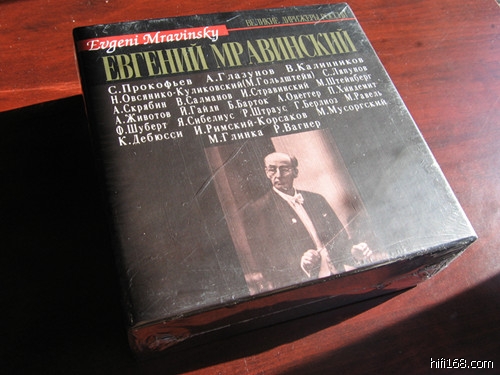 ВЕЛИКИЕ ДИРИЖЕРЫ
Evgeni Mravinsky
ЕВГЕНИЙ МРАВИНСКИЙ
С.Прокофьев А.Глазунов В.Калинников
Н.Овсянико-Куликовский(М.Гольдштейн) С.Ляпунов
А.Скрябин В.Салманов И.Стравинский М.Штейнберг
А.Животов Й.Гайдн Б.Барток А.Онеггер П.Хиндемит
Ф.Шуберт Я.Сибелиус Р.Штраус Г.Берлиоз М.Равель
К.Дебюсси Н.Римский-Корсаков М.Мусоргский
М.Глинка Р.Вагнер
hifi168.com